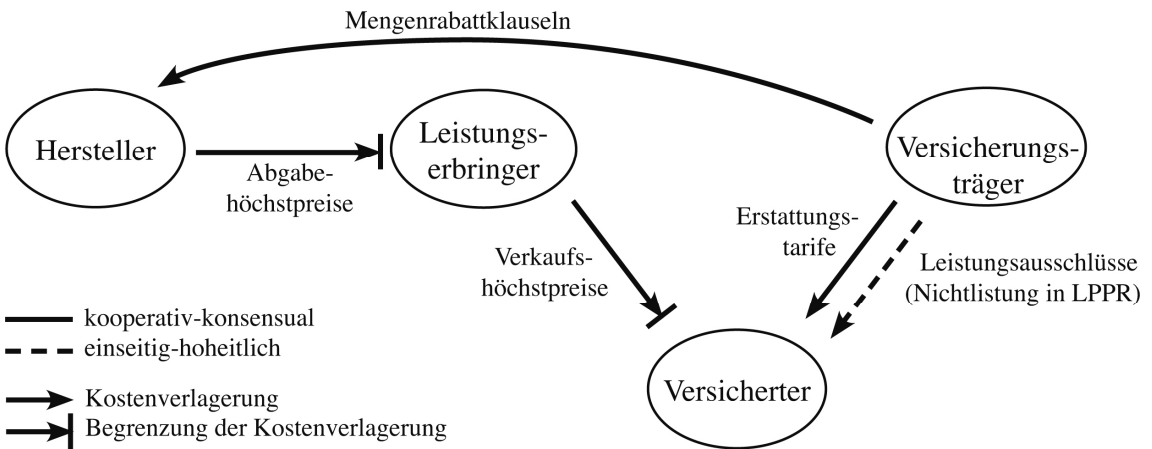 Mengenrabattklauseln
Hersteller
Abgabe-
höchstpreise
Leistungs-
erbringer
Versicherungs-
träger
Verkaufs-
höchstpreise
Erstattungs-
tarife
Leistungsausschlüsse
(Nichtlistung in LPPR)
Versicherter
kooperativ-konsensual
einseitig-hoheitlich
Kostenverlagerung
Begrenzung der Kostenverlagerung